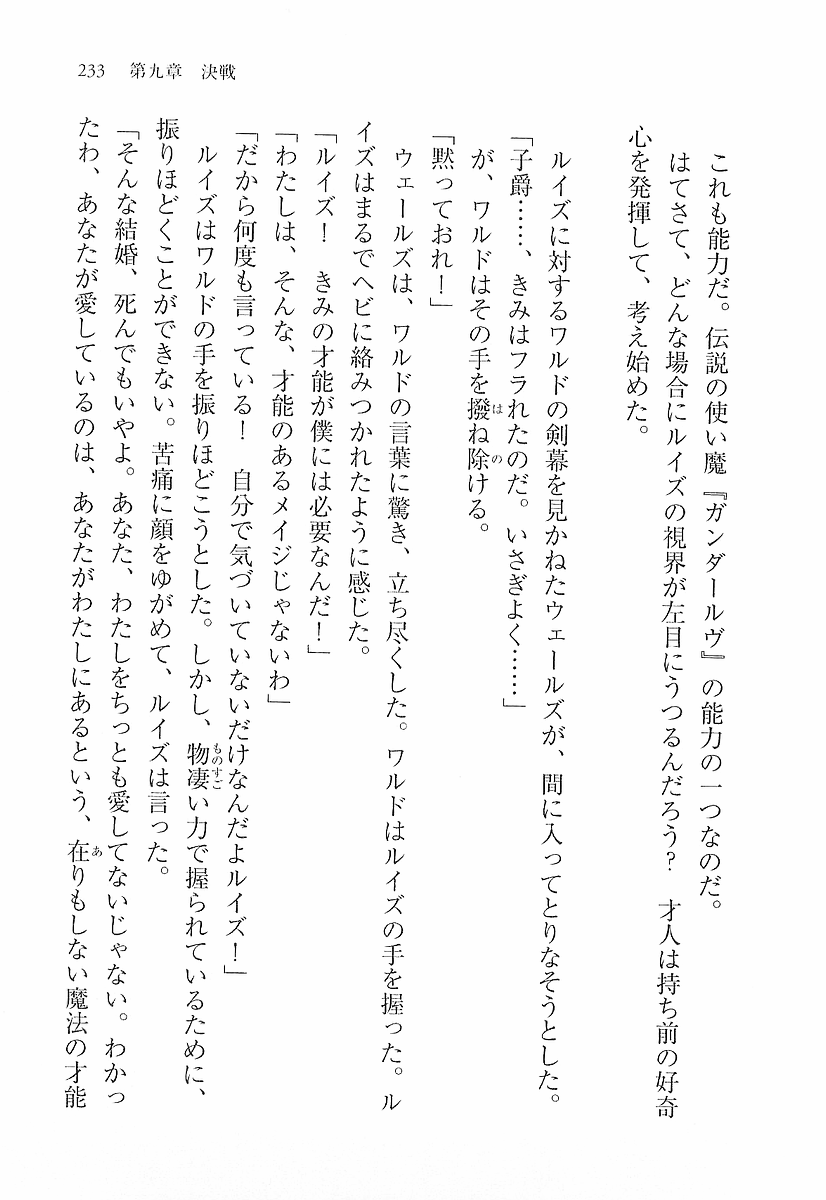 233　第九章　決戦
これも能力だ。伝説の使い魔『ガンダールヴ』の能力の一つなのだ。
はてさて、どんな場合にルイズの視界が左目にうつるんだろう？　才人は持ち前の好奇
心を発揮して、考え始めた。
ルイズに対するワルドの剣幕を見かねたウェールズが、間に入ってとりなそうとした。
「子爵……、きみはフラれたのだ。いさぎよく……」
が、ワルドはその手を撥ね除ける。
「黙っておれ！」
ウェールズは、ワルドの言葉に驚き、立ち尽くした。ワルドはルイズの手を握った。ル
イズはまるでヘビに絡みつかれたように感じた。
「ルイズ！　きみの才能が僕には必要なんだ！」
「わたしは、そんな、才能のあるメイジじゃないわ」
「だから何度も言っている！　自分で気づいていないだけなんだよルイズ！」
ルイズはワルドの手を振りほどこうとした。しかし、物凄い力で握られているために、
振りほどくことができない。苦痛に顔をゆがめて、ルイズは言った。
「そんな結婚、死んでもいやよ。あなた、わたしをちっとも愛してないじゃない。わかっ
たわ、あなたが愛しているのは、あなたがわたしにあるという、在りもしない魔法の才能